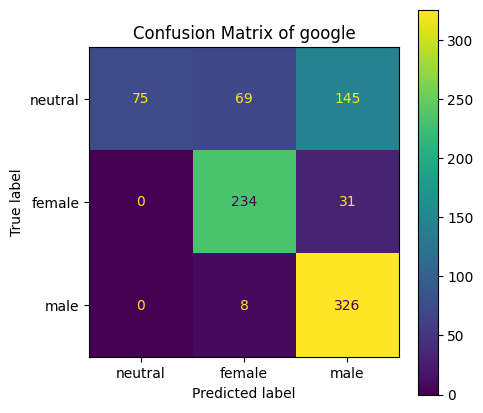 Confusion Matrix of google
neutral 75 69 145
female 0 234 31
male 0 8 326
neutral female male
Predicted label
True label
300
250
200
150
100
50
0